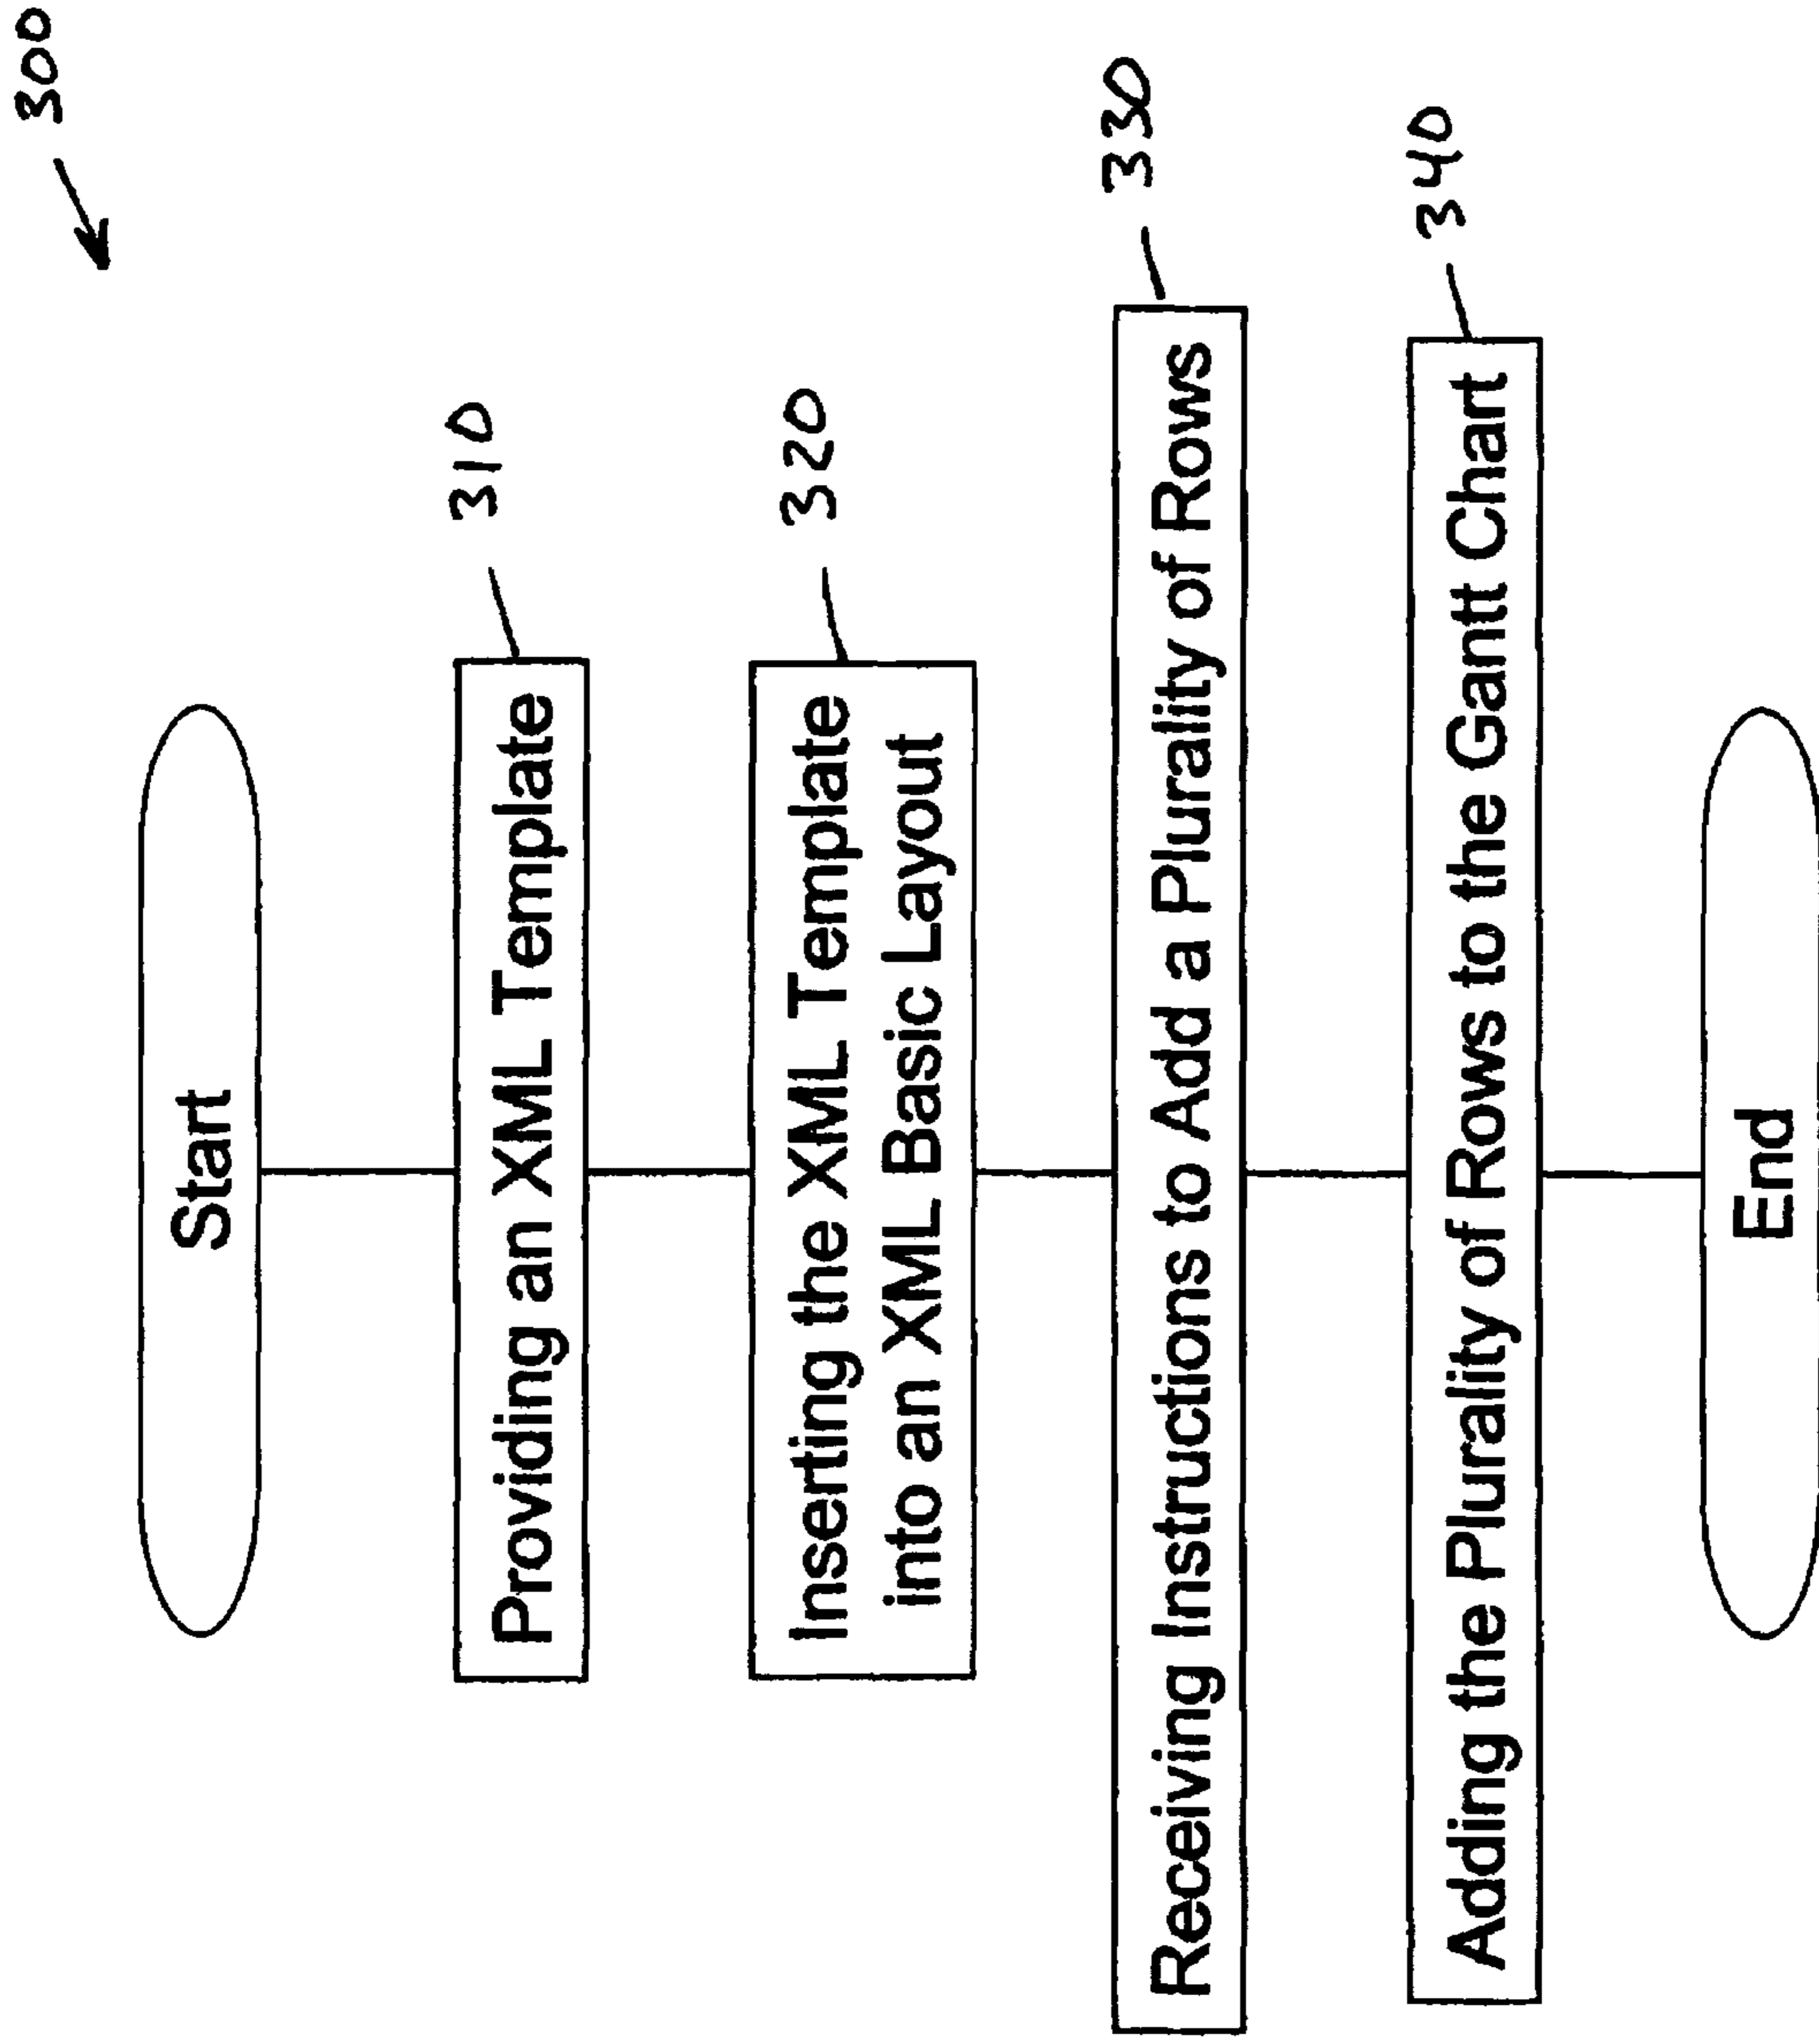 300
Start
Providing an XML Template
310
Inserting the XML Template
into an XML Basic Layout
320
Receiving Instructions to Add a Plurality of Rows
330
Adding the Plurality of Rows to the Gantt Chart
340
End